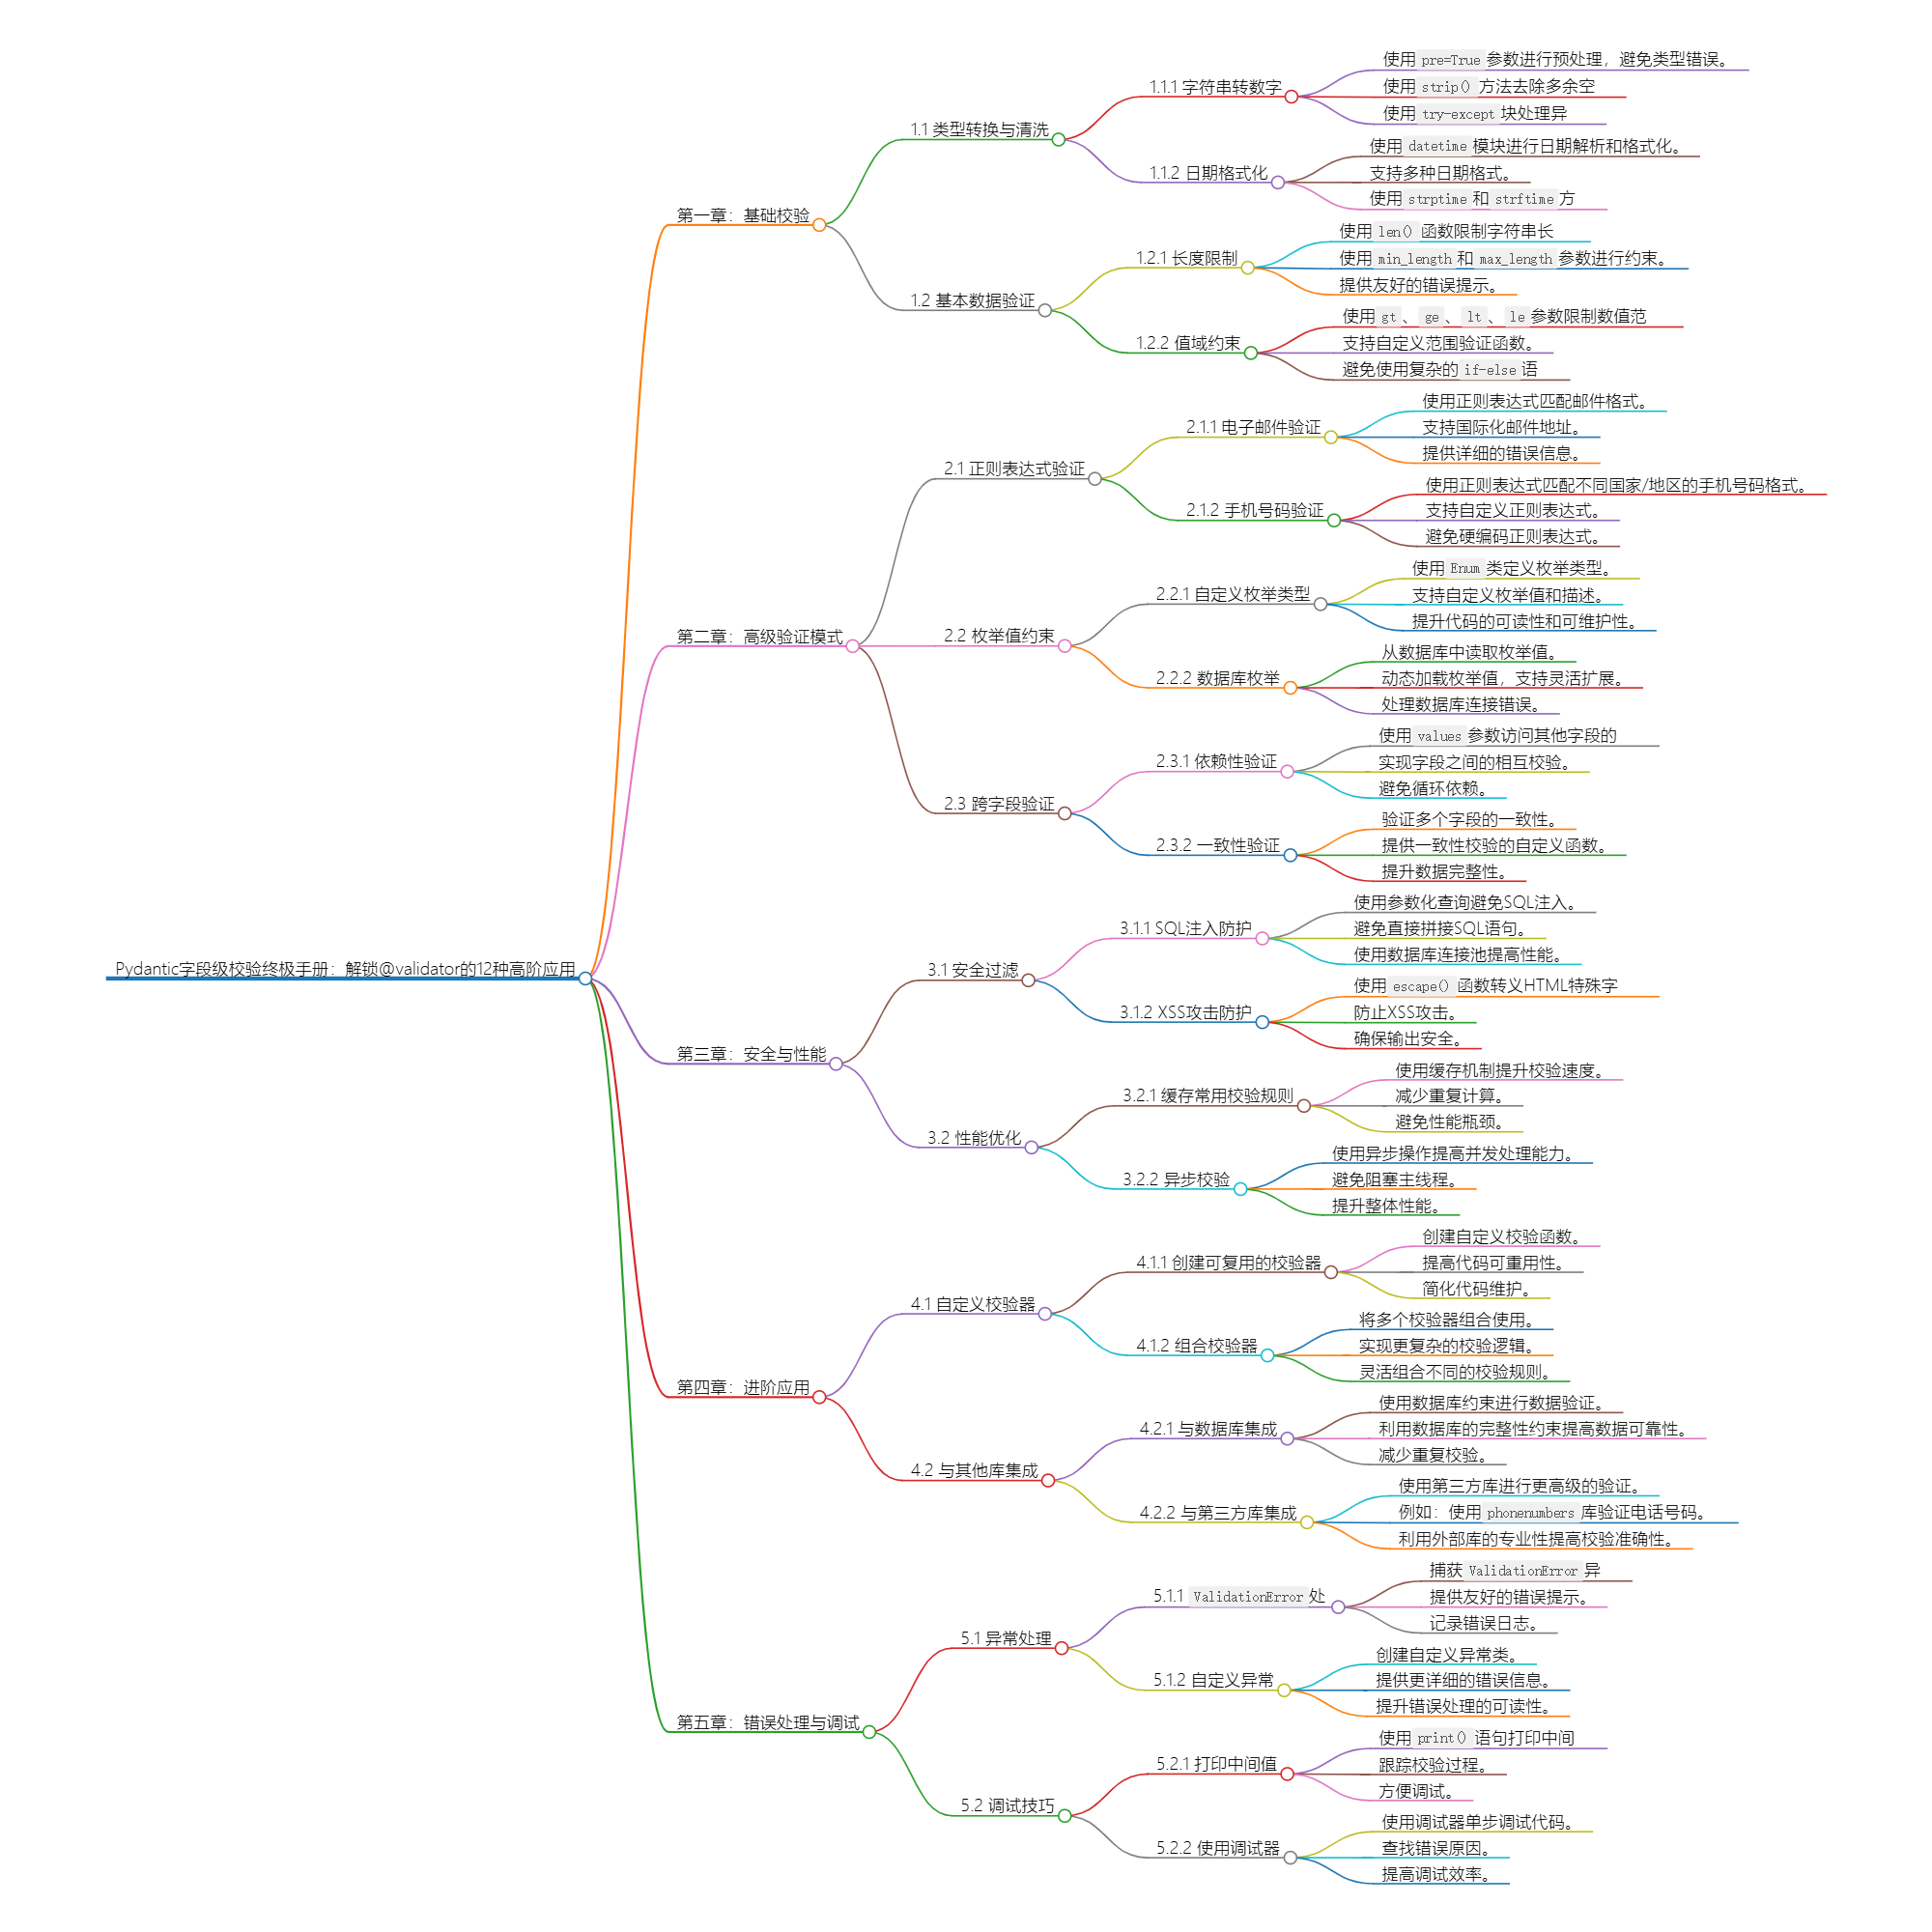 Pydantic字段级校验终极手册：解锁@validator的12种高阶应用
第一章：基础校验
1.1 类型转换与清洗
1.1.1 字符串转数字
使用 pre=True 参数进行预处理，避免类型错误。
使用 strip() 方法去除多余空
使用 try-except 块处理异
1.1.2 日期格式化
使用 datetime 模块进行日期解析和格式化。
支持多种日期格式。
使用 strptime 和 strftime 方
1.2 基本数据验证
1.2.1 长度限制
使用 len() 函数限制字符串长
使用 min_length 和 max_length 参数进行约束。
提供友好的错误提示。
1.2.2 值域约束
使用 gt 、 ge 、 lt 、 le 参数限制数值范
支持自定义范围验证函数。
避免使用复杂的 if-else 语
第二章：高级验证模式
2.1 正则表达式验证
2.1.1 电子邮件验证
使用正则表达式匹配邮件格式。
支持国际化邮件地址。
提供详细的错误信息。
2.1.2 手机号码验证
使用正则表达式匹配不同国家/地区的手机号码格式。
支持自定义正则表达式。
避免硬编码正则表达式。
2.2 枚举值约束
2.2.1 自定义枚举类型
使用 Enum 类定义枚举类型。
支持自定义枚举值和描述。
提升代码的可读性和可维护性。
2.2.2 数据库枚举
从数据库中读取枚举值。
动态加载枚举值，支持灵活扩展。
处理数据库连接错误。
2.3 跨字段验证
2.3.1 依赖性验证
使用 values 参数访问其他字段的
实现字段之间的相互校验。
避免循环依赖。
2.3.2 一致性验证
验证多个字段的一致性。
提供一致性校验的自定义函数。
提升数据完整性。
第三章：安全与性能
3.1 安全过滤
3.1.1 SQL注入防护
使用参数化查询避免SQL注入。
避免直接拼接SQL语句。
使用数据库连接池提高性能。
3.1.2 XSS攻击防护
使用 escape() 函数转义HTML特殊字
防止XSS攻击。
确保输出安全。
3.2 性能优化
3.2.1 缓存常用校验规则
使用缓存机制提升校验速度。
减少重复计算。
避免性能瓶颈。
3.2.2 异步校验
使用异步操作提高并发处理能力。
避免阻塞主线程。
提升整体性能。
第四章：进阶应用
4.1 自定义校验器
4.1.1 创建可复用的校验器
创建自定义校验函数。
提高代码可重用性。
简化代码维护。
4.1.2 组合校验器
将多个校验器组合使用。
实现更复杂的校验逻辑。
灵活组合不同的校验规则。
4.2 与其他库集成
4.2.1 与数据库集成
使用数据库约束进行数据验证。
利用数据库的完整性约束提高数据可靠性。
减少重复校验。
4.2.2 与第三方库集成
使用第三方库进行更高级的验证。
例如：使用 phonenumbers 库验证电话号码。
利用外部库的专业性提高校验准确性。
第五章：错误处理与调试
5.1 异常处理
5.1.1 ValidationError 处
捕获 ValidationError 异
提供友好的错误提示。
记录错误日志。
5.1.2 自定义异常
创建自定义异常类。
提供更详细的错误信息。
提升错误处理的可读性。
5.2 调试技巧
5.2.1 打印中间值
使用 print() 语句打印中间
跟踪校验过程。
方便调试。
5.2.2 使用调试器
使用调试器单步调试代码。
查找错误原因。
提高调试效率。